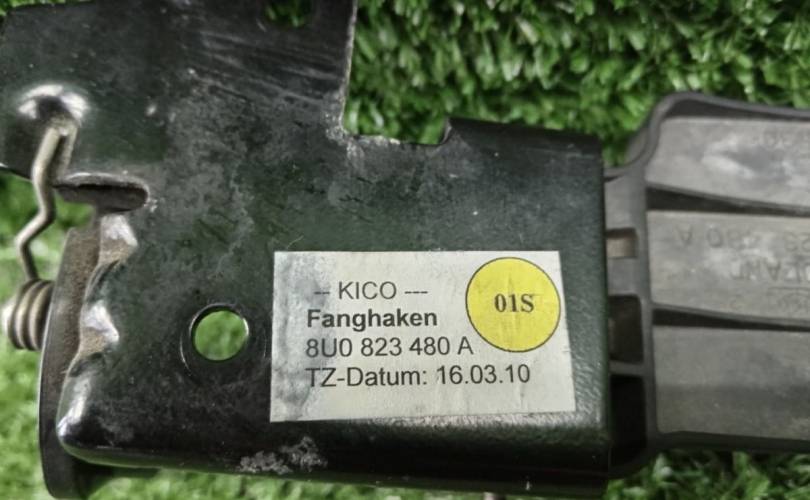 -- KICO ---
Fanghaken
8U0 823 480 A
TZ-Datum: 16.03.10
01S